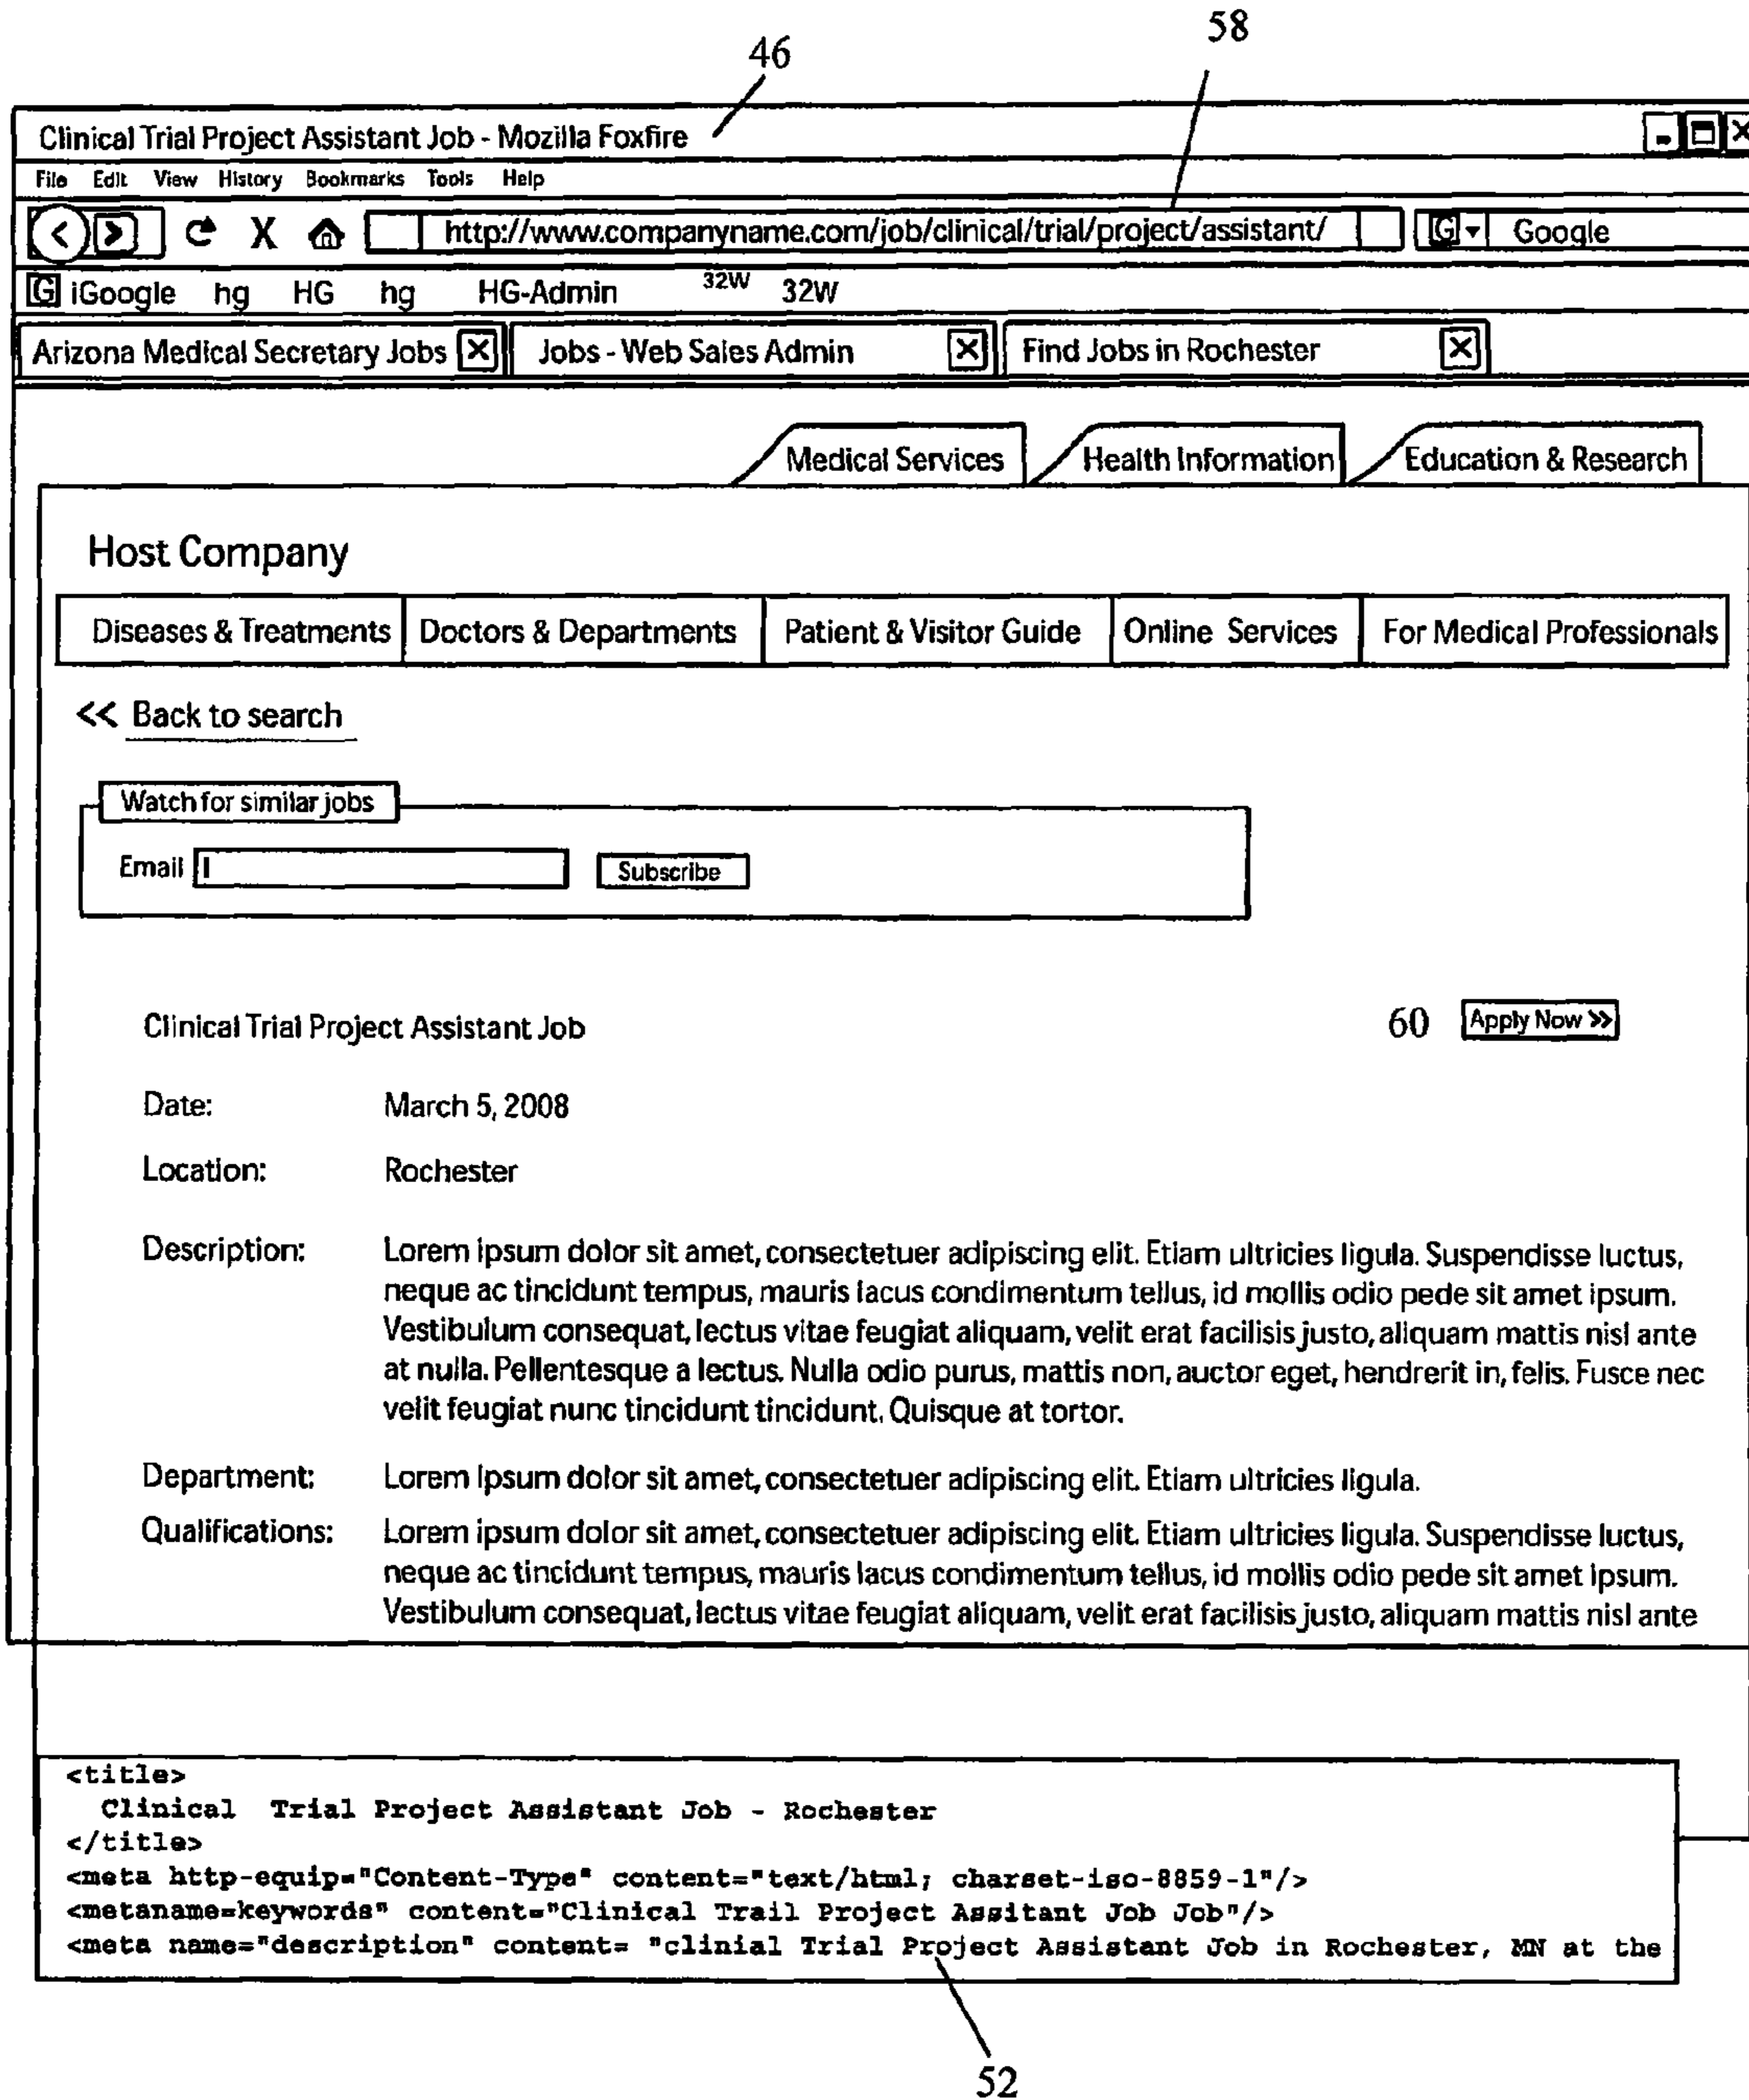 58
46
Clinical Trial Project Assistant Job - Mozilla Foxfire
File Edit View History Bookmarks Tools Help
http://www.companyname.com/job/clinical/trial/project/assistant/ G Google
G iGoogle hg HG hg HG-Admin 32W 32W
Arizona Medical Secretary Jobs Jobs - Web Sales Admin Find Jobs in Rochester
Medical Services Health Information Education & Research
Host Company
Diseases & Treatments Doctors & Departments Patient & Visitor Guide Online Services For Medical Professionals
<< Back to search
Watch for similar jobs
Email Subscribe
Clinical Trial Project Assistant Job 60 Apply Now >>
Date: March 5, 2008
Location: Rochester
Description: Lorem ipsum dolor sit amet, consectetuer adipiscing elit. Etiam ultricies ligula. Suspendisse luctus,
neque ac tincidunt tempus, mauris lacus condimentum tellus, id mollis odio pede sit amet ipsum.
Vestibulum consequat, lectus vitae feugiat aliquam, velit erat facilisis justo, aliquam mattis nisl ante
at nulla. Pellentesque a lectus. Nulla odio purus, mattis non, auctor eget, hendrerit in, felis. Fusce nec
velit feugiat nunc tincidunt tincidunt. Quisque at tortor.
Department: Lorem ipsum dolor sit amet, consectetuer adipiscing elit. Etiam ultricies ligula.
Qualifications: Lorem ipsum dolor sit amet, consectetuer adipiscing elit. Etiam ultricies ligula. Suspendisse luctus,
neque ac tincidunt tempus, mauris lacus condimentum tellus, id mollis odio pede sit amet ipsum.
Vestibulum consequat, lectus vitae feugiat aliquam, velit erat facilisis justo, aliquam mattis nisl ante
<title>
Clinical Trial Project Assistant Job - Rochester
</title>
<meta http-equip="Content-Type" content="text/html; charset-iso-8859-1"/>
<metaname=keywords" content="Clinical Trail Project Assitant Job Job"/>
<meta name="description" content= "clinial Trial Project Assistant Job in Rochester, MN at the
52